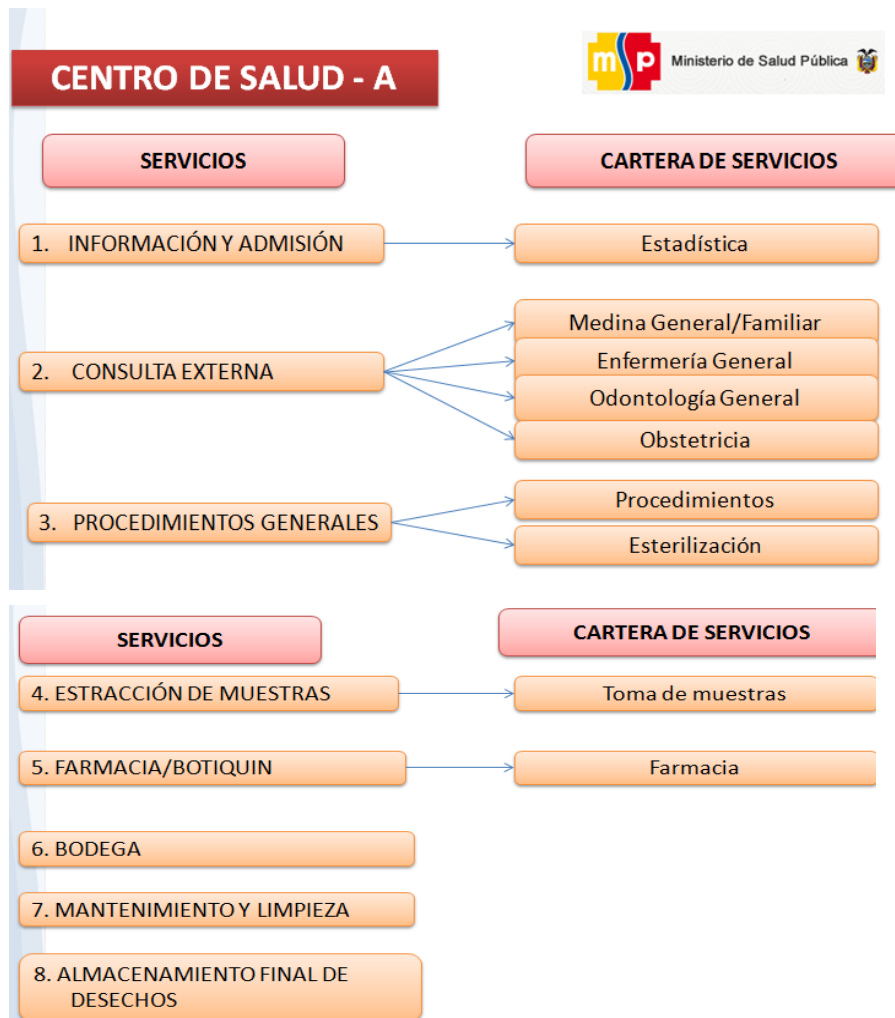 CENTRO DE SALUD - A
msp Ministerio de Salud Pública
SERVICIOS
CARTERA DE SERVICIOS
1. INFORMACIÓN Y ADMISIÓN
Estadística
2. CONSULTA EXTERNA
Medina General/Familiar
Enfermería General
Odontología General
Obstetricia
3. PROCEDIMIENTOS GENERALES
Procedimientos
Esterilización
SERVICIOS
CARTERA DE SERVICIOS
4. ESTRACCIÓN DE MUESTRAS
Toma de muestras
5. FARMACIA/BOTIQUIN
Farmacia
6. BODEGA
7. MANTENIMIENTO Y LIMPIEZA
8. ALMACENAMIENTO FINAL DE
DESECHOS